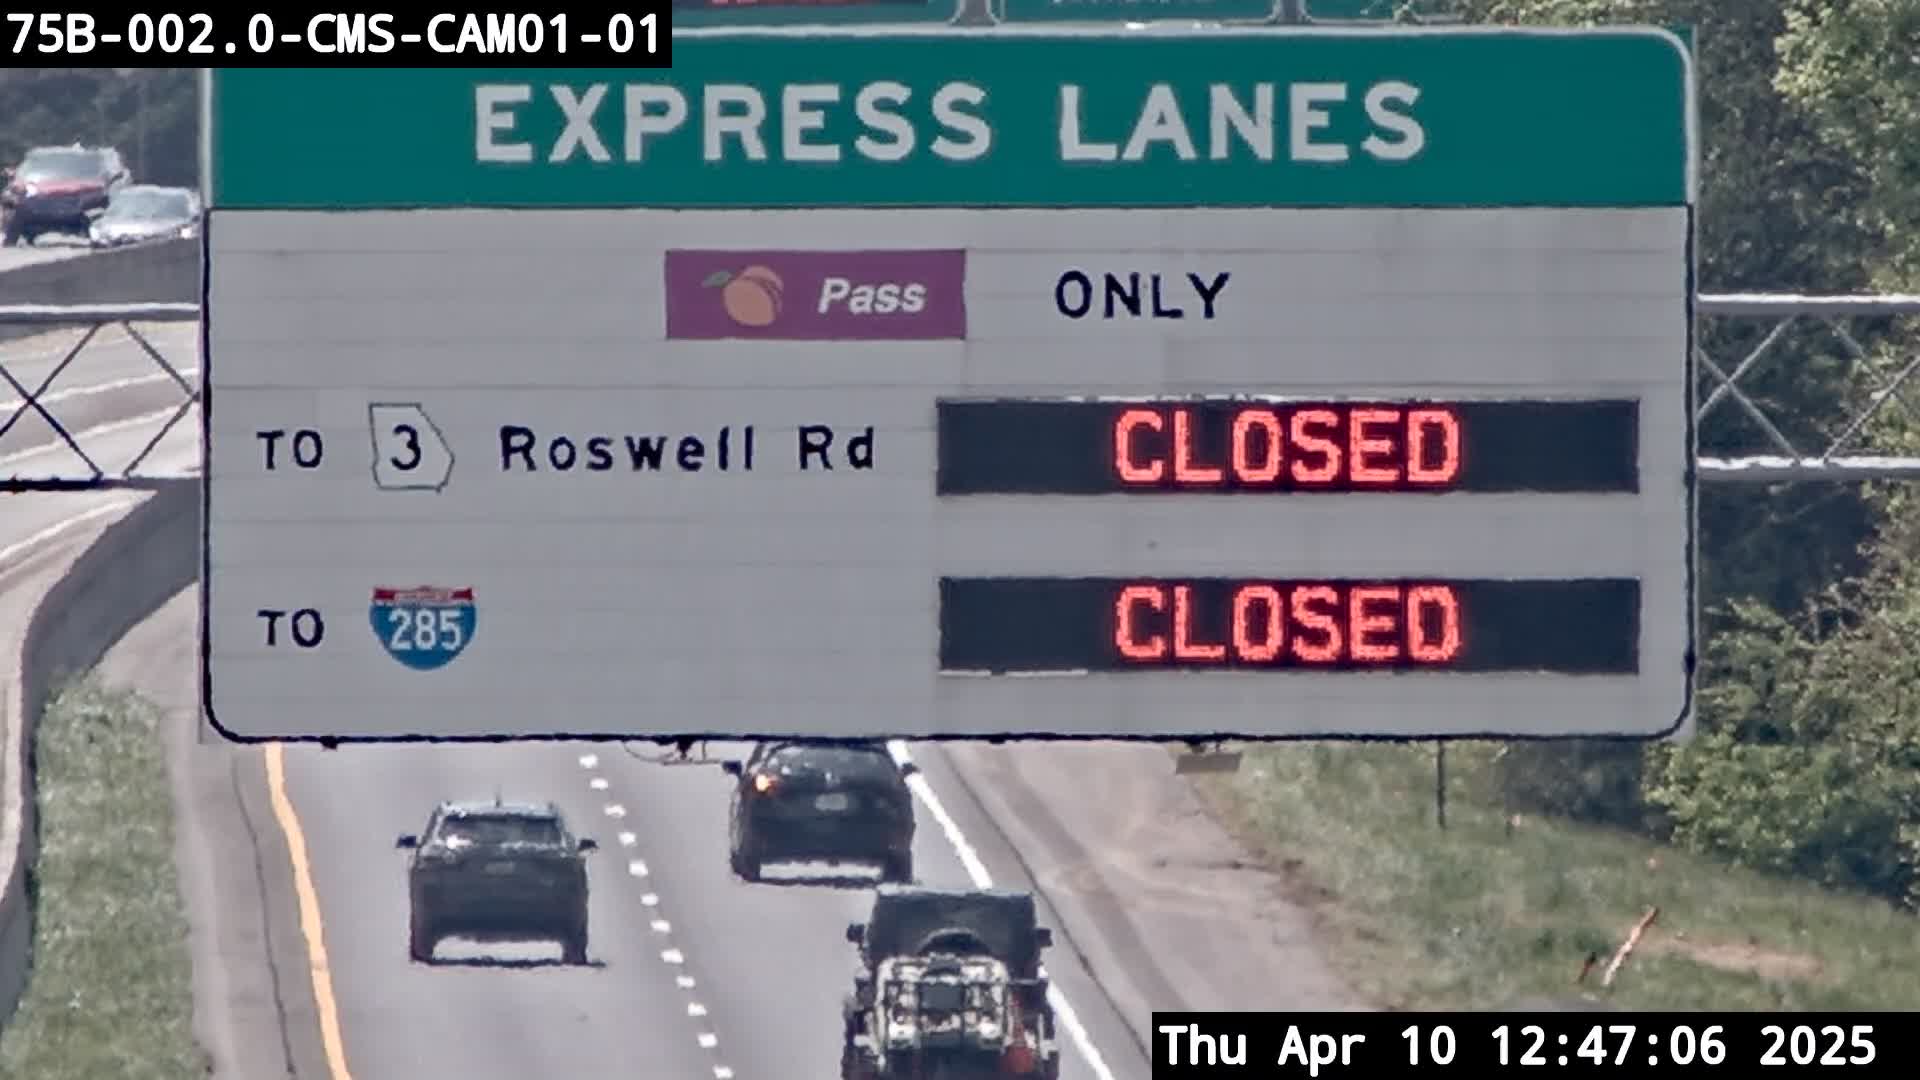 75B-002.0-CMS-CAM01-01
EXPRESS LANES
Pass ONLY
TO 3 Roswell Rd CLOSED
TO 285 CLOSED
Thu Apr 10 12:47:06 2025